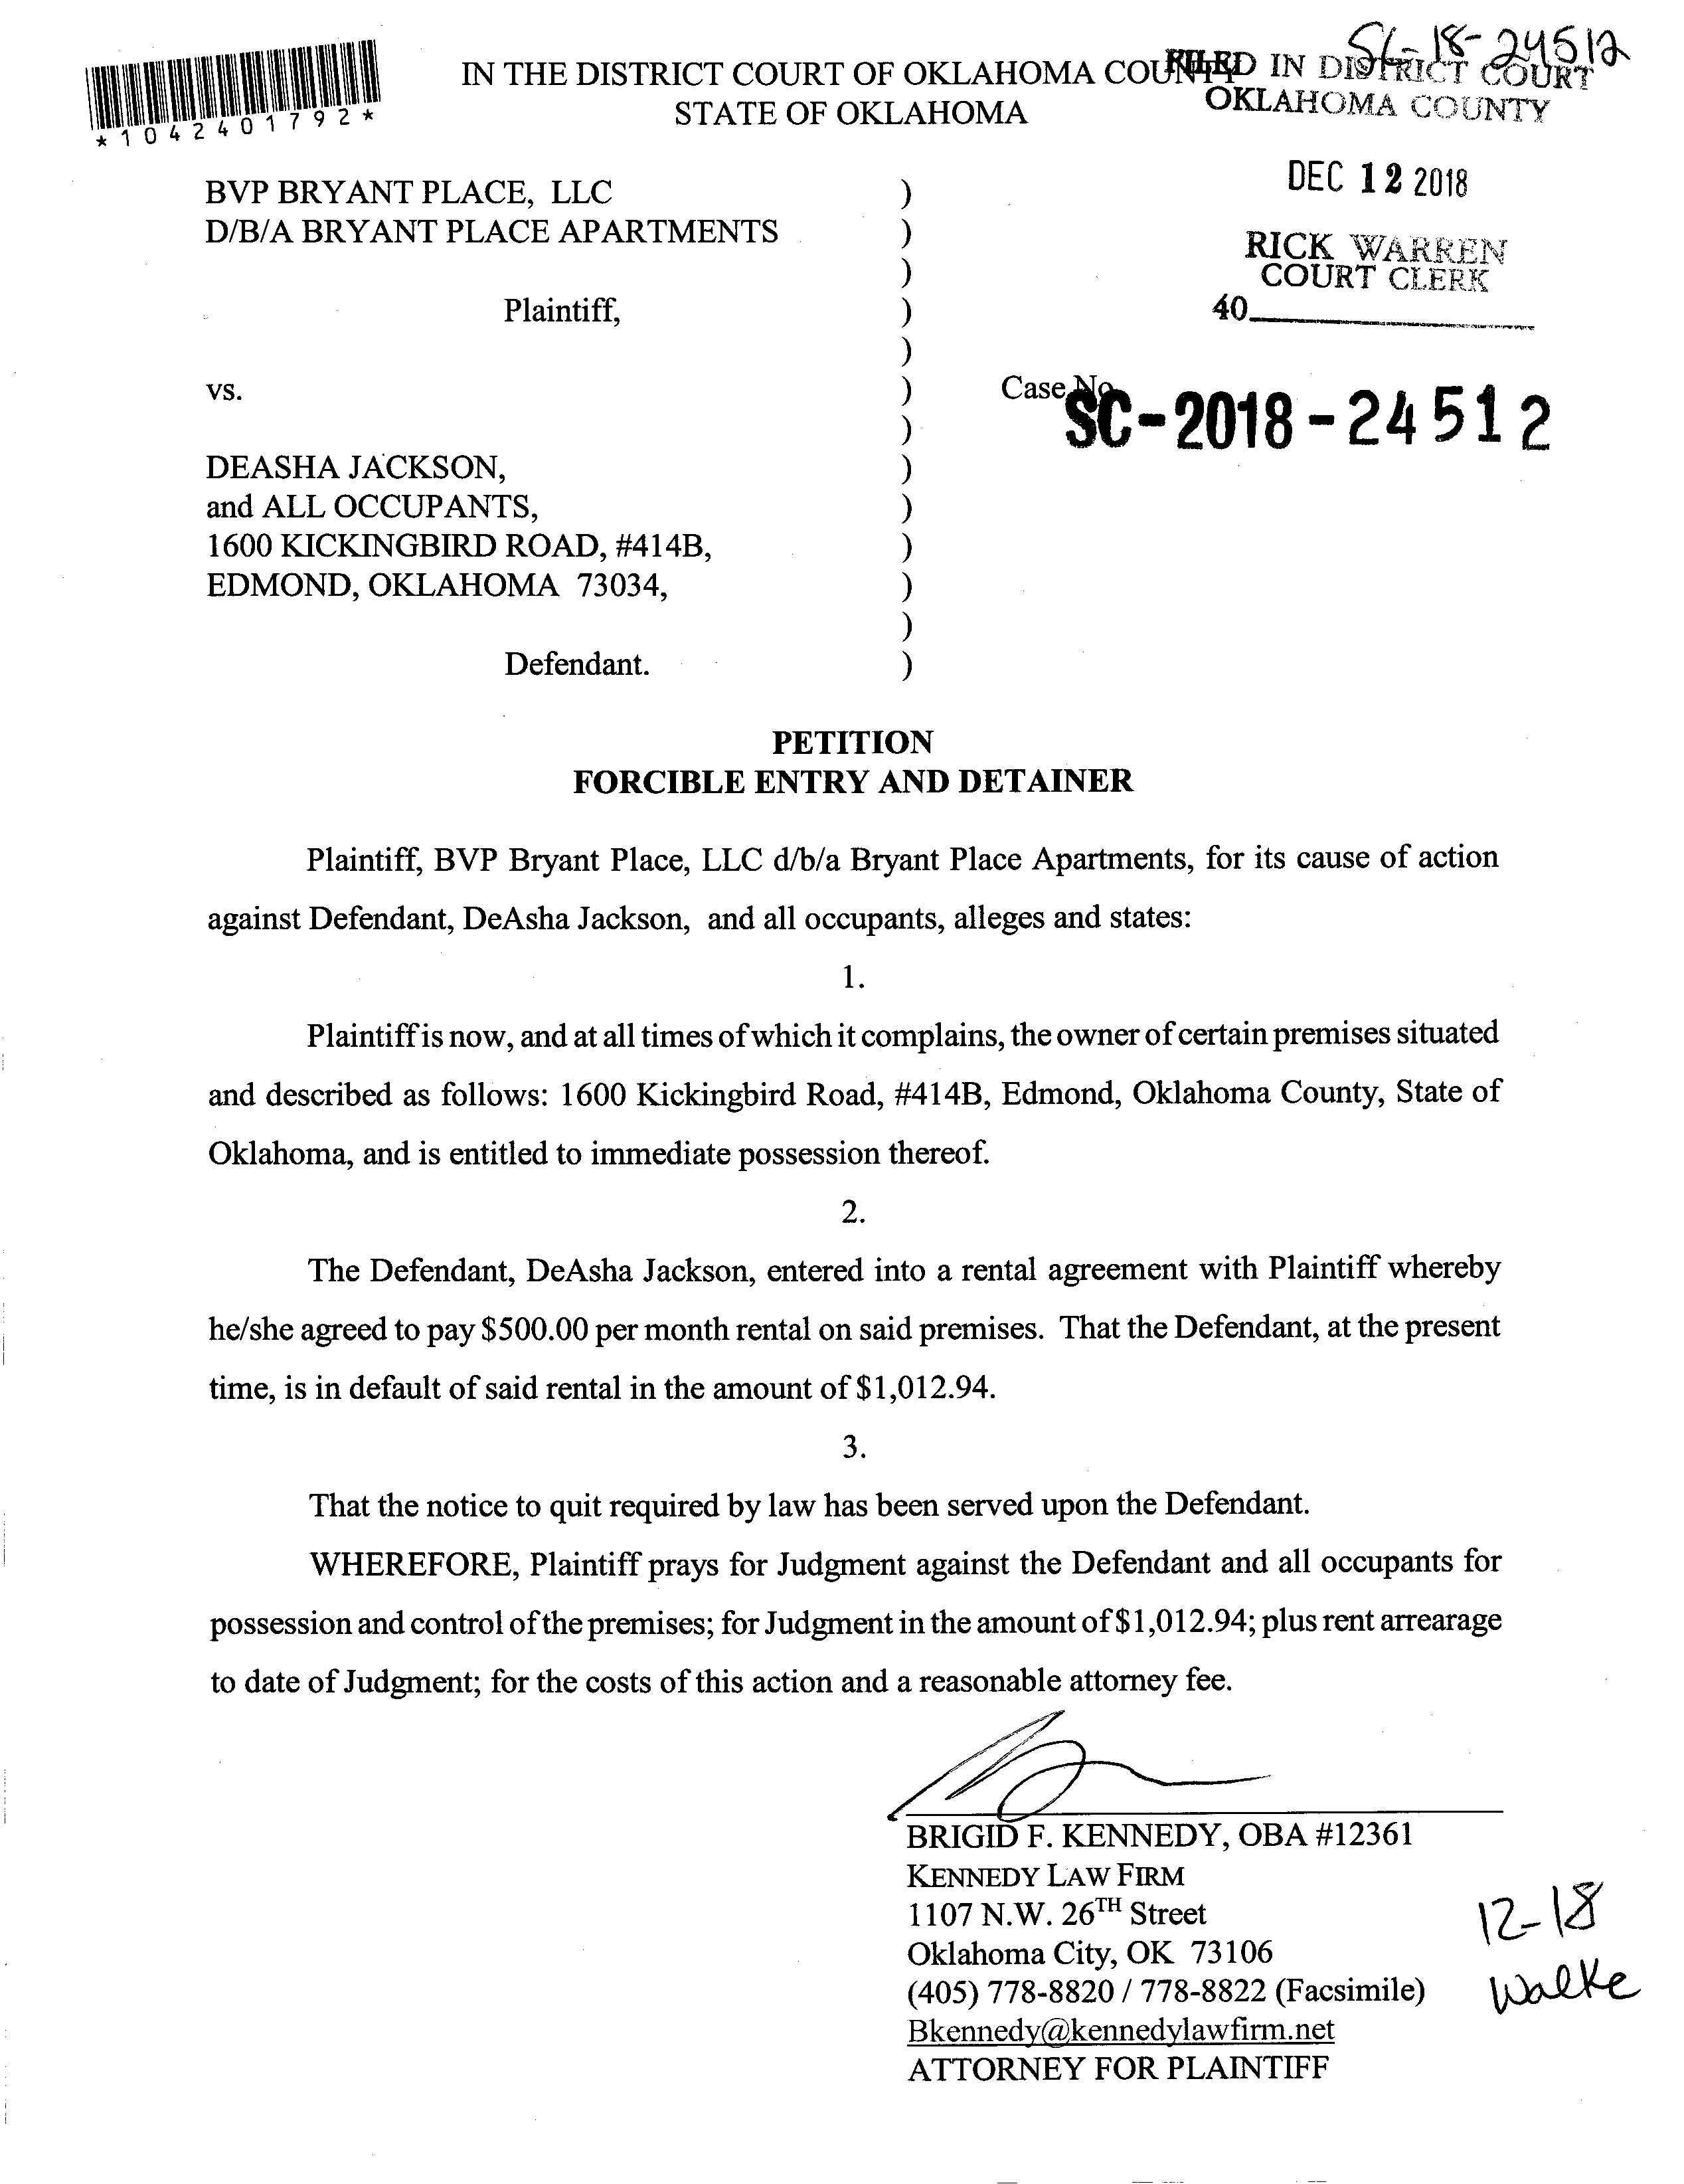 SC-18-24512
IN THE DISTRICT COURT OF OKLAHOMA COUNTY
STATE OF OKLAHOMA
FILED IN DISTRICT COURT
OKLAHOMA COUNTY
*1042401792*
DEC 12 2018
RICK WARREN
COURT CLERK
40
BVP BRYANT PLACE, LLC )
D/B/A BRYANT PLACE APARTMENTS )
)
Plaintiff, )
)
vs. ) Case No.
SC-2018-24512
)
DEASHA JACKSON, )
and ALL OCCUPANTS, )
1600 KICKINGBIRD ROAD, #414B, )
EDMOND, OKLAHOMA 73034, )
)
Defendant. )
PETITION
FORCIBLE ENTRY AND DETAINER
Plaintiff, BVP Bryant Place, LLC d/b/a Bryant Place Apartments, for its cause of action
against Defendant, DeAsha Jackson, and all occupants, alleges and states:
1.
Plaintiff is now, and at all times of which it complains, the owner of certain premises situated
and described as follows: 1600 Kickingbird Road, #414B, Edmond, Oklahoma County, State of
Oklahoma, and is entitled to immediate possession thereof.
2.
The Defendant, DeAsha Jackson, entered into a rental agreement with Plaintiff whereby
he/she agreed to pay $500.00 per month rental on said premises. That the Defendant, at the present
time, is in default of said rental in the amount of $1,012.94.
3.
That the notice to quit required by law has been served upon the Defendant.
WHEREFORE, Plaintiff prays for Judgment against the Defendant and all occupants for
possession and control of the premises; for Judgment in the amount of $1,012.94; plus rent arrearage
to date of Judgment; for the costs of this action and a reasonable attorney fee.
BRIGID F. KENNEDY, OBA #12361
KENNEDY LAW FIRM
1107 N.W. 26TH Street
Oklahoma City, OK 73106
(405) 778-8820 / 778-8822 (Facsimile)
Bkennedy@kennedylawfirm.net
ATTORNEY FOR PLAINTIFF
12-18
Walke